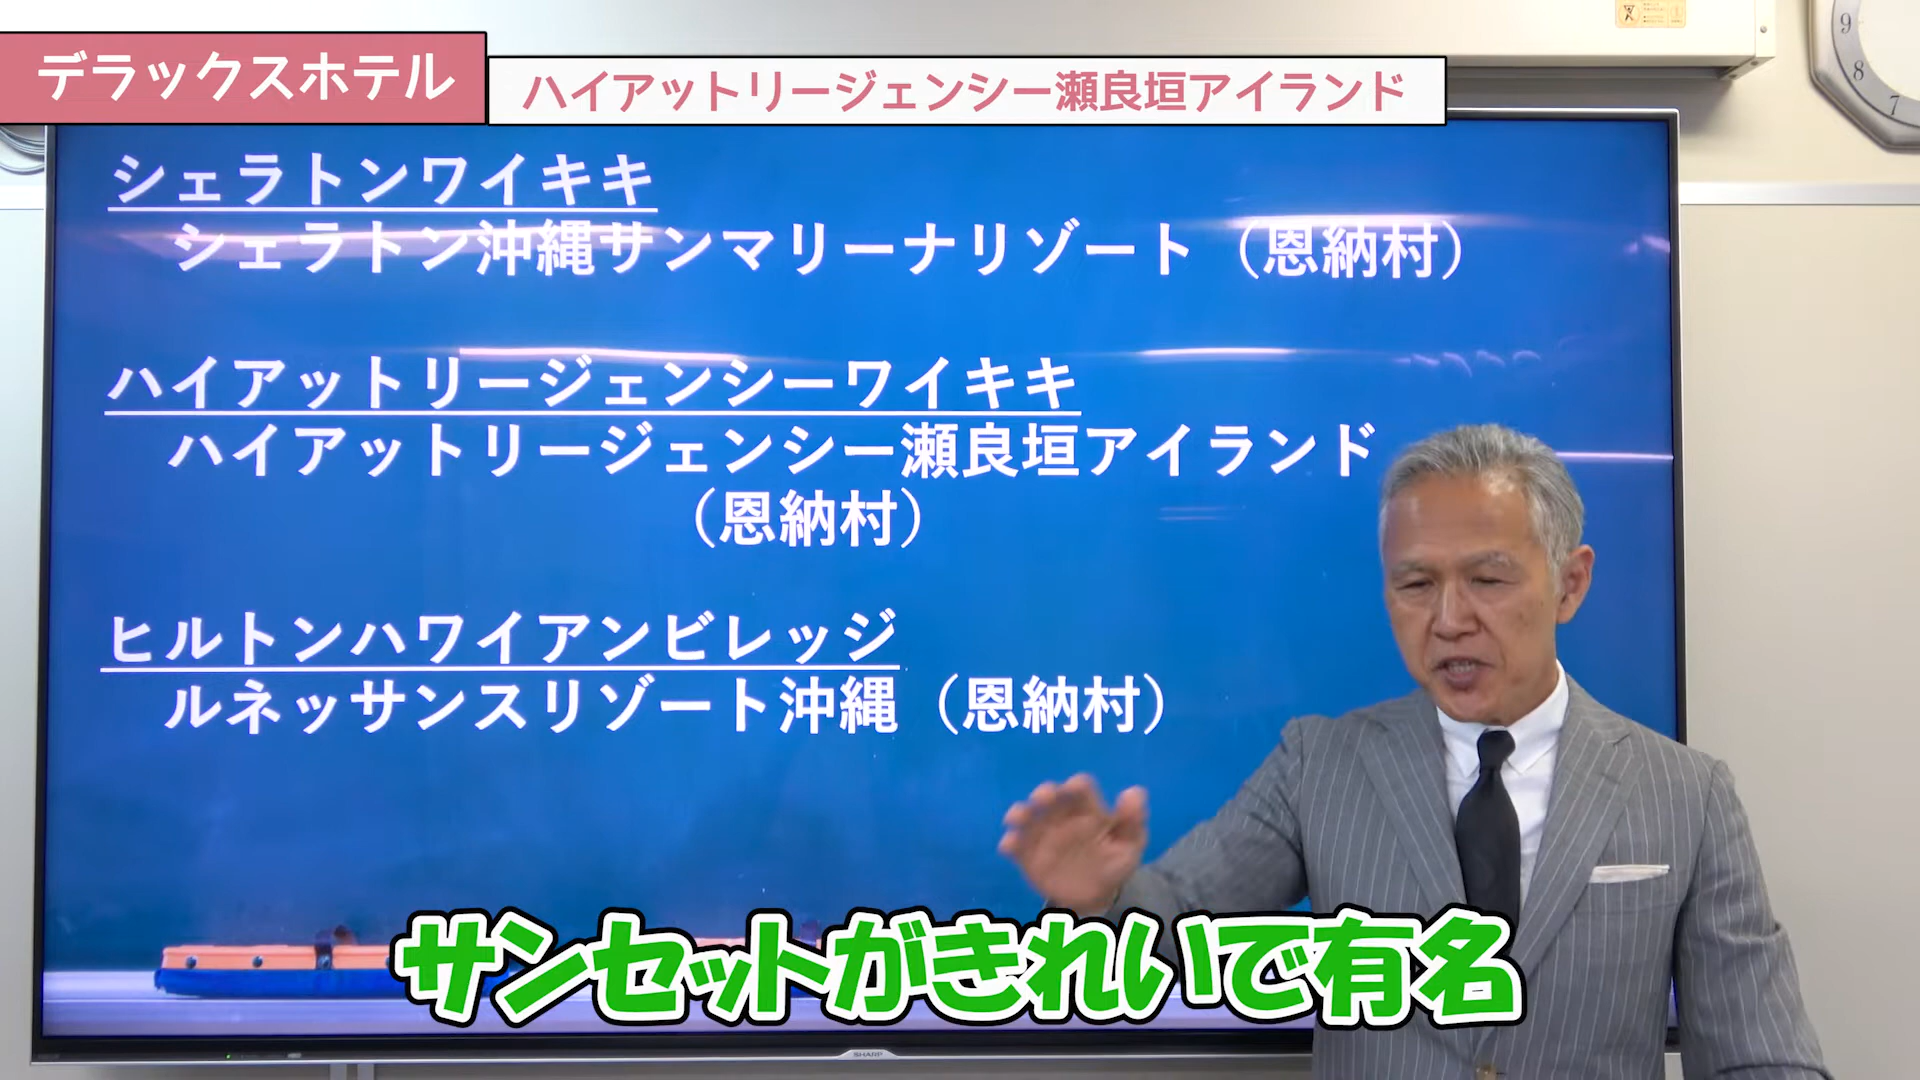 デラックスホテル
ハイアットリージェンシー瀬良垣アイランド
シェラトンワイキキ
シェラトン沖縄サンマリーナリゾート（恩納村）
ハイアットリージェンシーワイキキ
ハイアットリージェンシー瀬良垣アイランド
（恩納村）
ヒルトンハワイアンビレッジ
ルネッサンスリゾート沖縄（恩納村）
サンセットがきれいで有名
SHARP
9
8
7